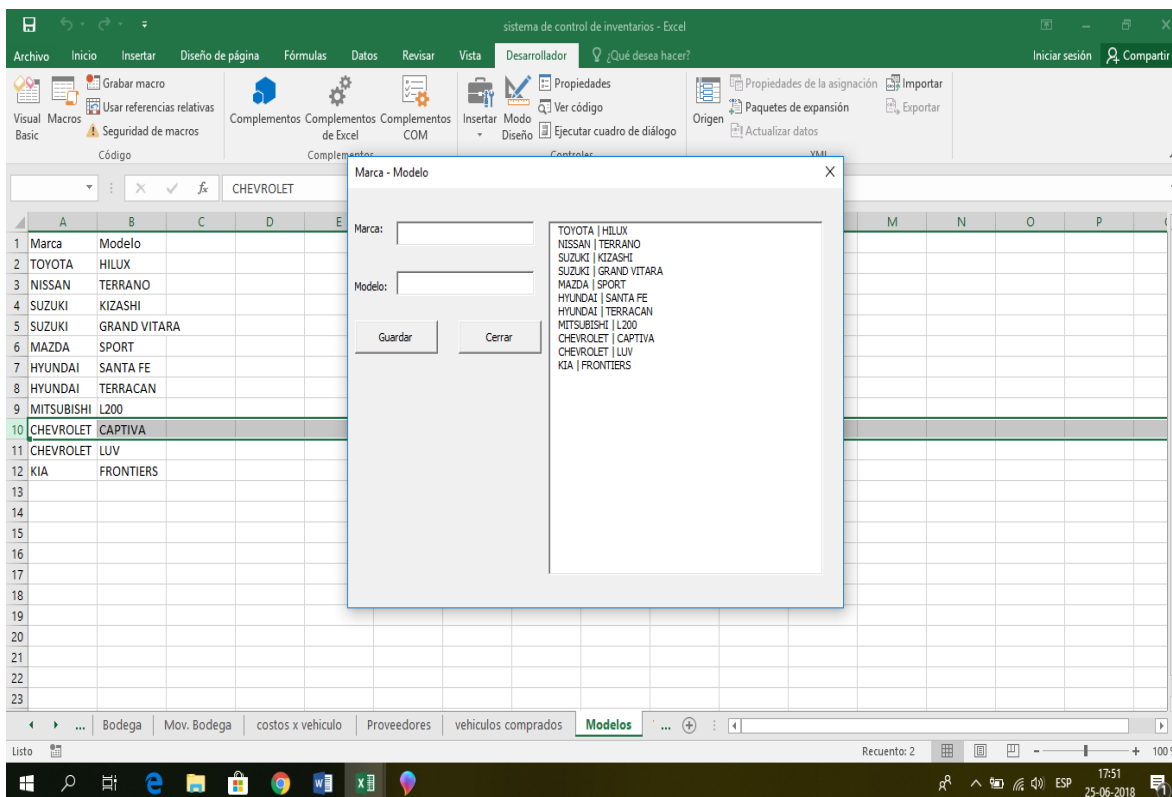 sistema de control de inventarios - Excel
Archivo Inicio Insertar Diseño de página Fórmulas Datos Revisar Vista Desarrollador ¿Qué desea hacer? Iniciar sesión Compartir
Visual Basic
Macros
Grabar macro
Usar referencias relativas
Seguridad de macros
Código
Complementos
Complementos de Excel
Complementos COM
Complementos
Insertar
Modo Diseño
Propiedades
Ver código
Ejecutar cuadro de diálogo
Controles
Origen
Propiedades de la asignación
Paquetes de expansión
Actualizar datos
Importar
Exportar
XML
fx CHEVROLET
A B C D E M N O P
1 Marca Modelo
2 TOYOTA HILUX
3 NISSAN TERRANO
4 SUZUKI KIZASHI
5 SUZUKI GRAND VITARA
6 MAZDA SPORT
7 HYUNDAI SANTA FE
8 HYUNDAI TERRACAN
9 MITSUBISHI L200
10 CHEVROLET CAPTIVA
11 CHEVROLET LUV
12 KIA FRONTIERS
13
14
15
16
17
18
19
20
21
22
23
Marca - Modelo X
Marca:
Modelo:
Guardar Cerrar
TOYOTA | HILUX
NISSAN | TERRANO
SUZUKI | KIZASHI
SUZUKI | GRAND VITARA
MAZDA | SPORT
HYUNDAI | SANTA FE
HYUNDAI | TERRACAN
MITSUBISHI | L200
CHEVROLET | CAPTIVA
CHEVROLET | LUV
KIA | FRONTIERS
... Bodega Mov. Bodega costos x vehiculo Proveedores vehiculos comprados Modelos ...
Listo Recuento: 2 - + 100
ESP 17:51
25-06-2018